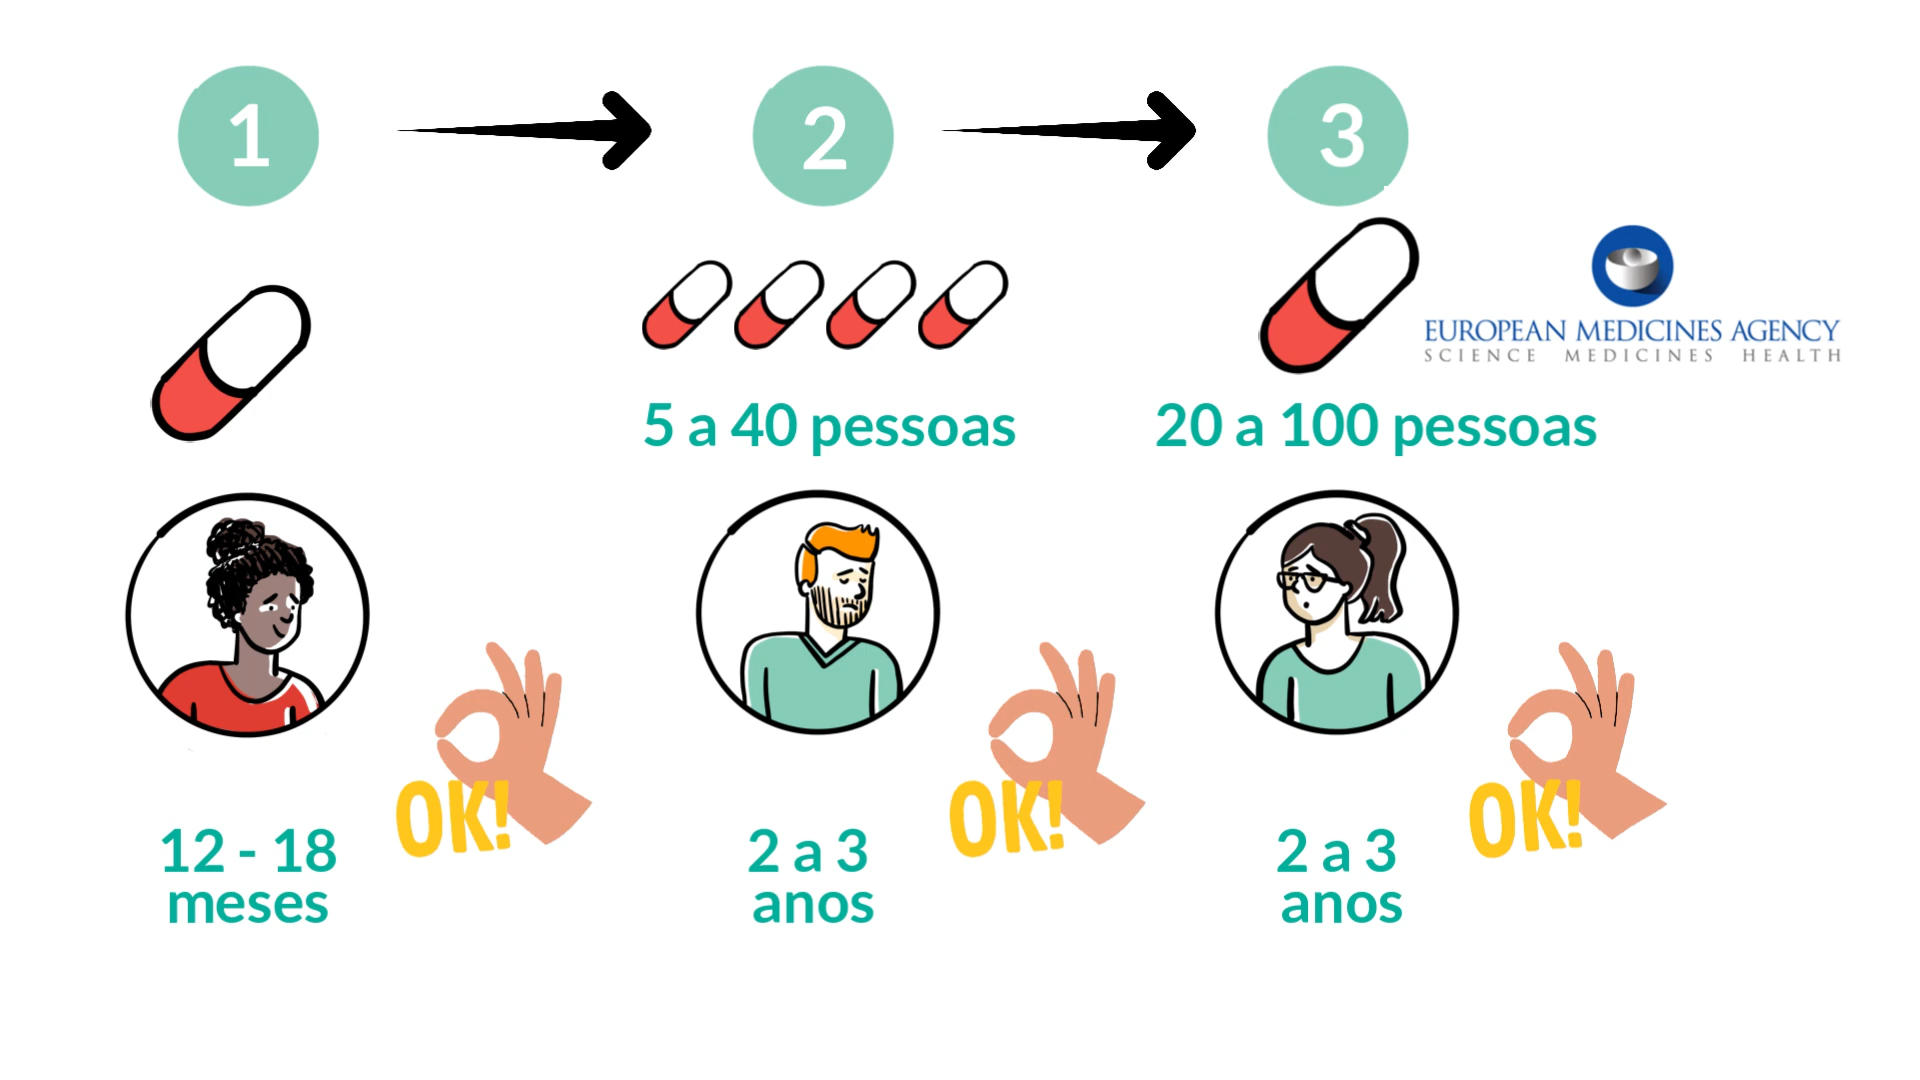 1
2
3
EUROPEAN MEDICINES AGENCY
SCIENCE MEDICINES HEALTH
5 a 40 pessoas
20 a 100 pessoas
OK!
OK!
OK!
12 - 18
meses
2 a 3
anos
2 a 3
anos